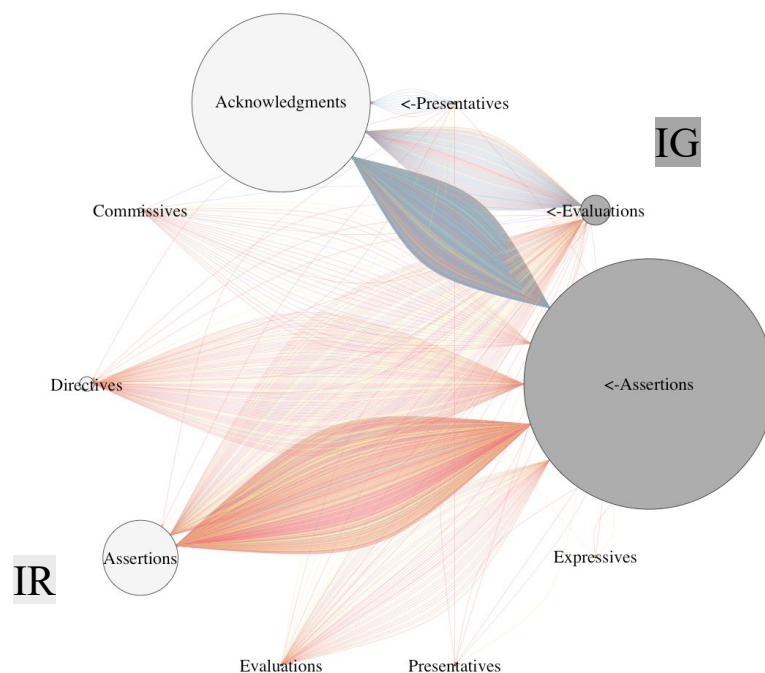 Acknowledgments
<-Presentatives
IG
Commissives
<-Evaluations
Directives
<-Assertions
Assertions
Expressives
IR
Evaluations
Presentatives